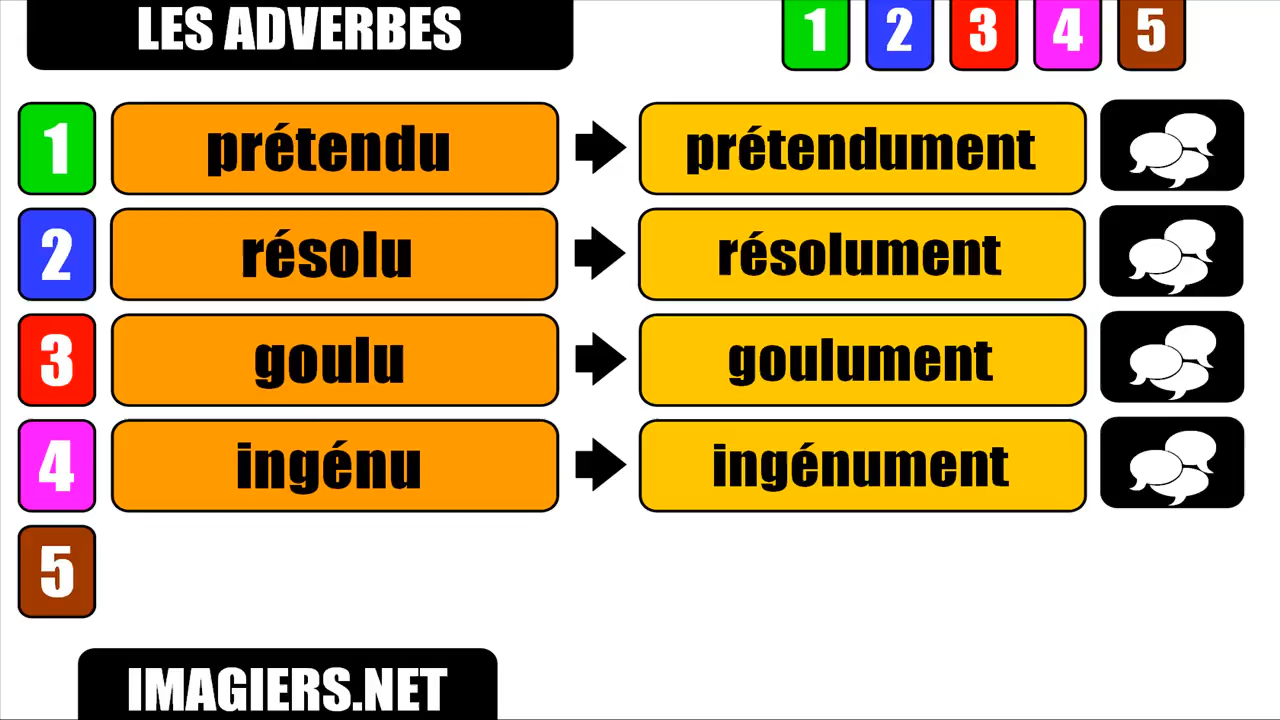 LES ADVERBES
1 2 3 4 5
1 prétendu prétendument
2 résolu résolument
3 goulu goulument
4 ingénu ingénument
5
IMAGIERS.NET